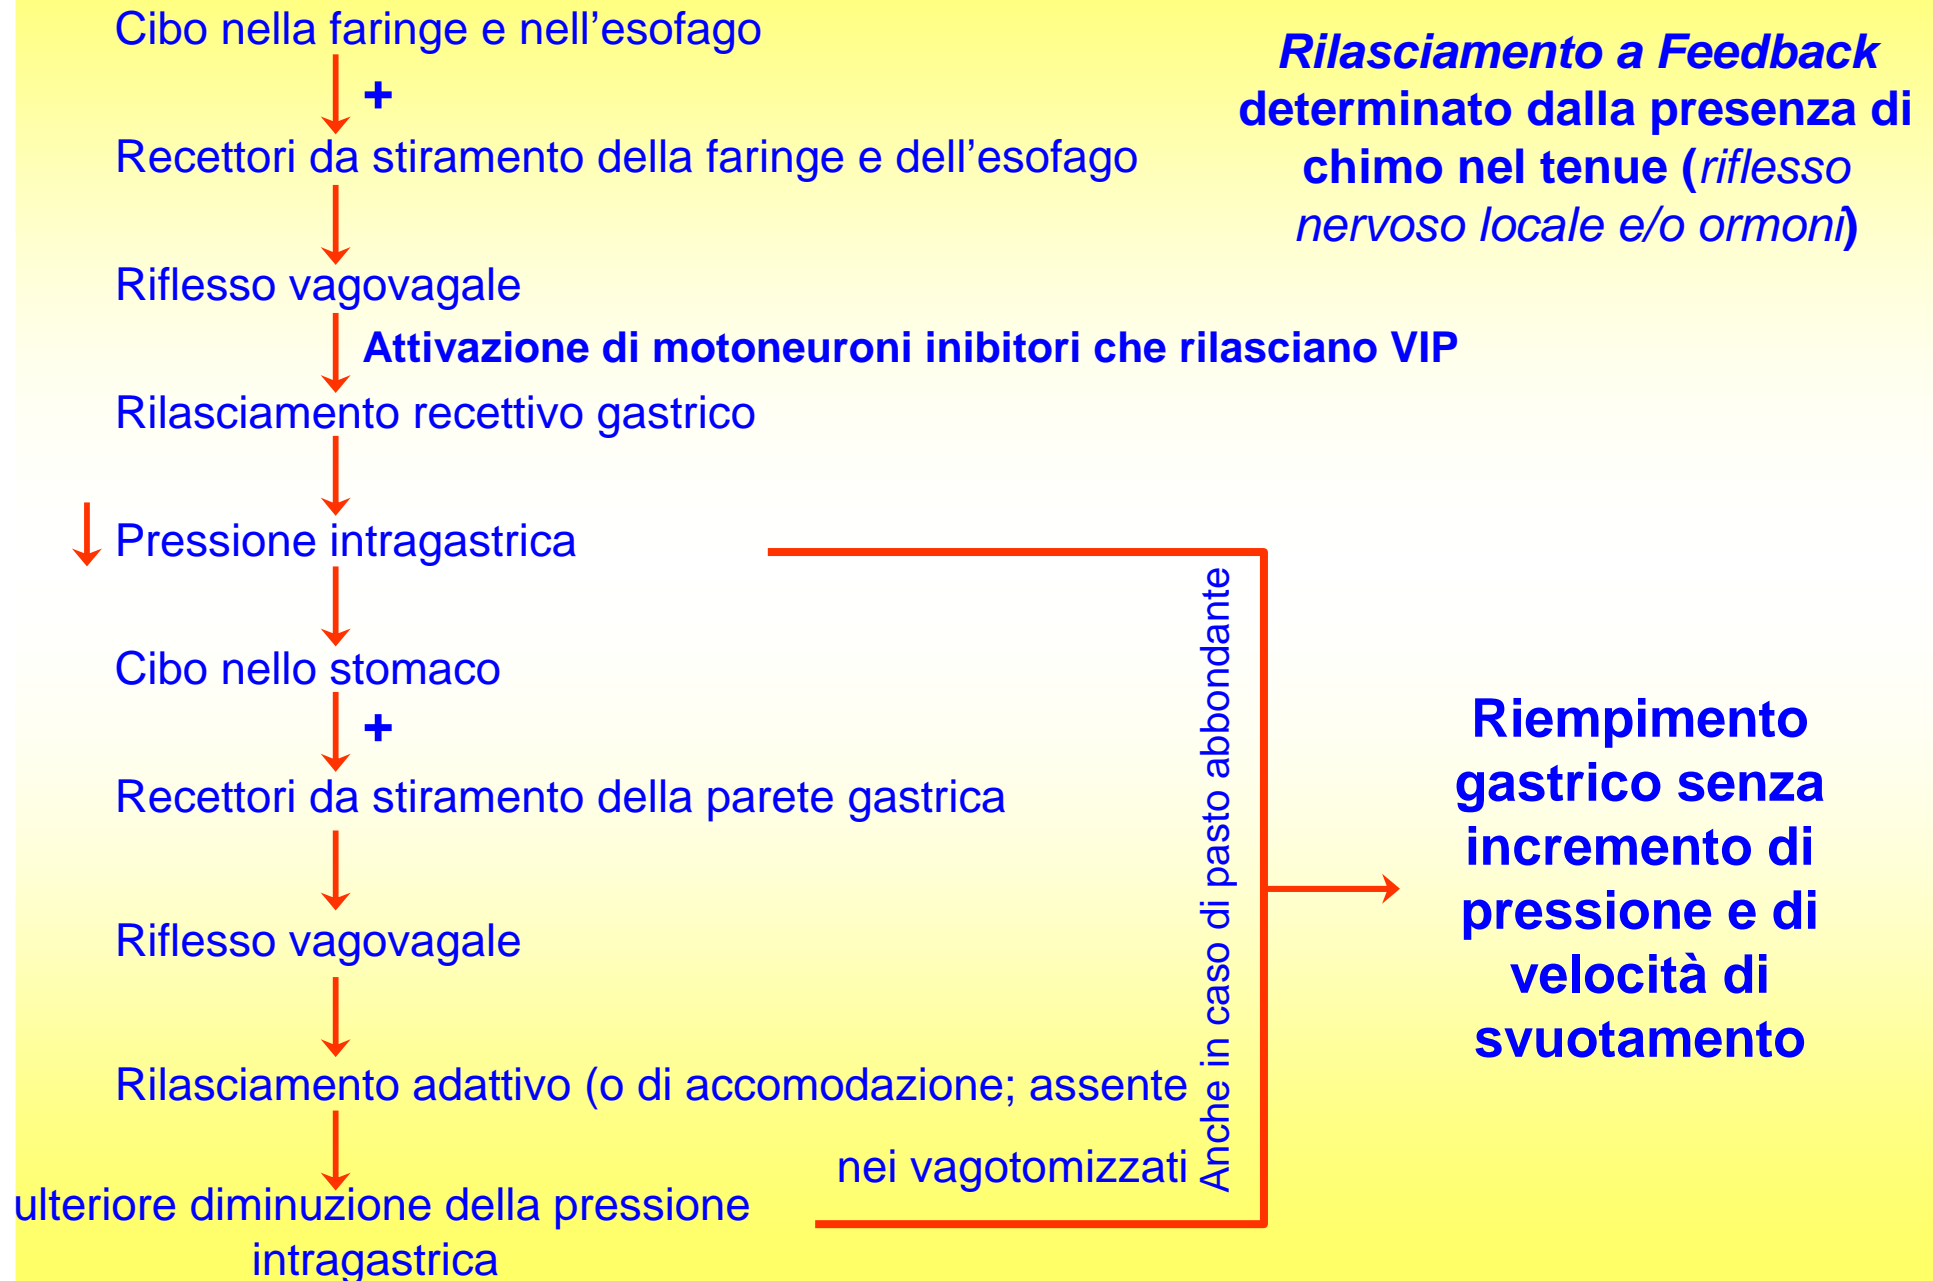 Cibo nella faringe e nell'esofago
+
Recettori da stiramento della faringe e dell'esofago
Riflesso vagovagale
Attivazione di motoneuroni inibitori che rilasciano VIP
Rilasciamento recettivo gastrico
Pressione intragastrica
Cibo nello stomaco
+
Recettori da stiramento della parete gastrica
Riflesso vagovagale
Rilasciamento adattivo (o di accomodazione; assente
nei vagotomizzati
ulteriore diminuzione della pressione
intragastrica
Anche in caso di pasto abbondante
Rilasciamento a Feedback
determinato dalla presenza di
chimo nel tenue (riflesso
nervoso locale e/o ormoni)
Riempimento
gastrico senza
incremento di
pressione e di
velocità di
svuotamento